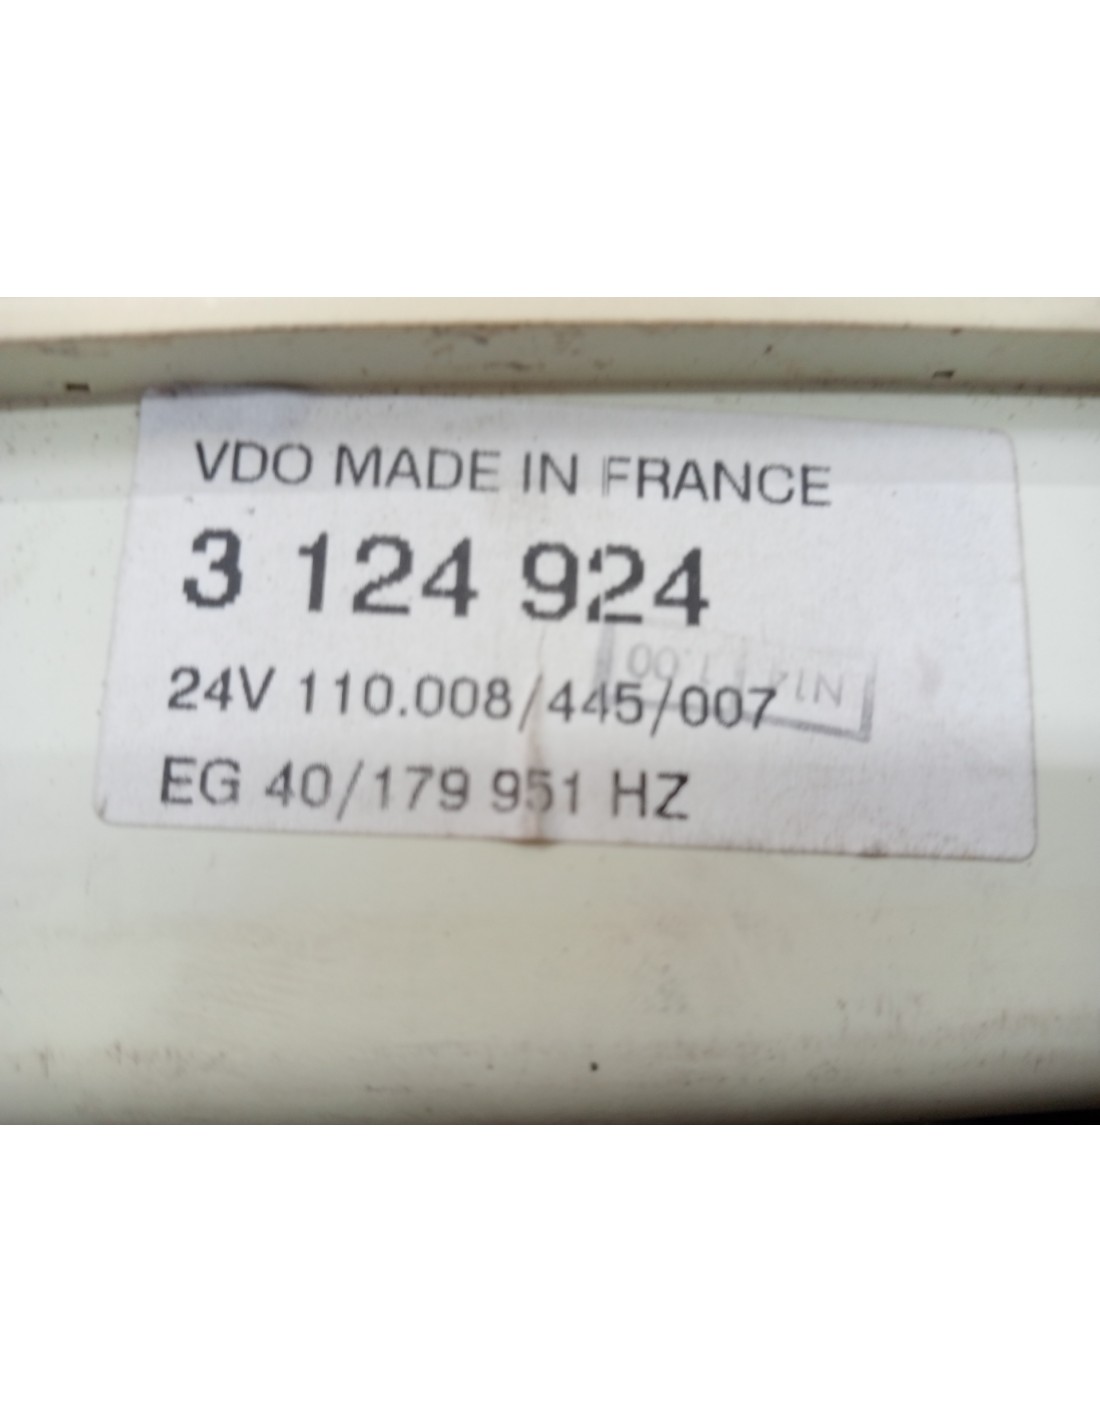 VDO MADE IN FRANCE
3 124 924
24V 110.008/445/007
EG 40/179 951 HZ